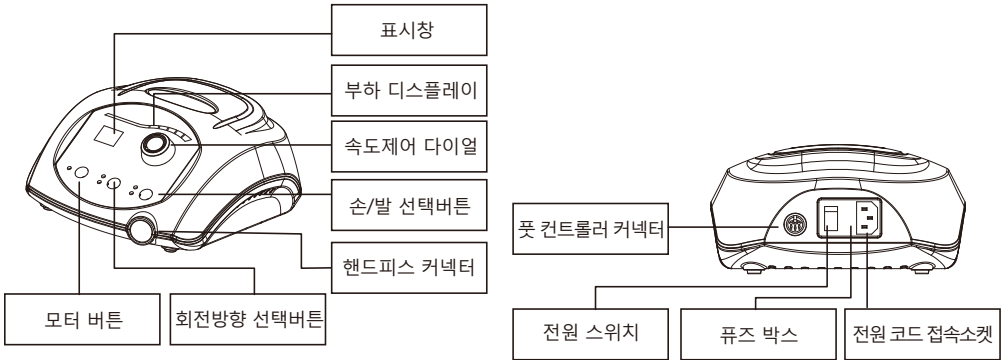 표시창
부하 디스플레이
속도제어 다이얼
손/발 선택버튼
핸드피스 커넥터
모터 버튼
회전방향 선택버튼
풋 컨트롤러 커넥터
전원 스위치
퓨즈 박스
전원 코드 접속소켓